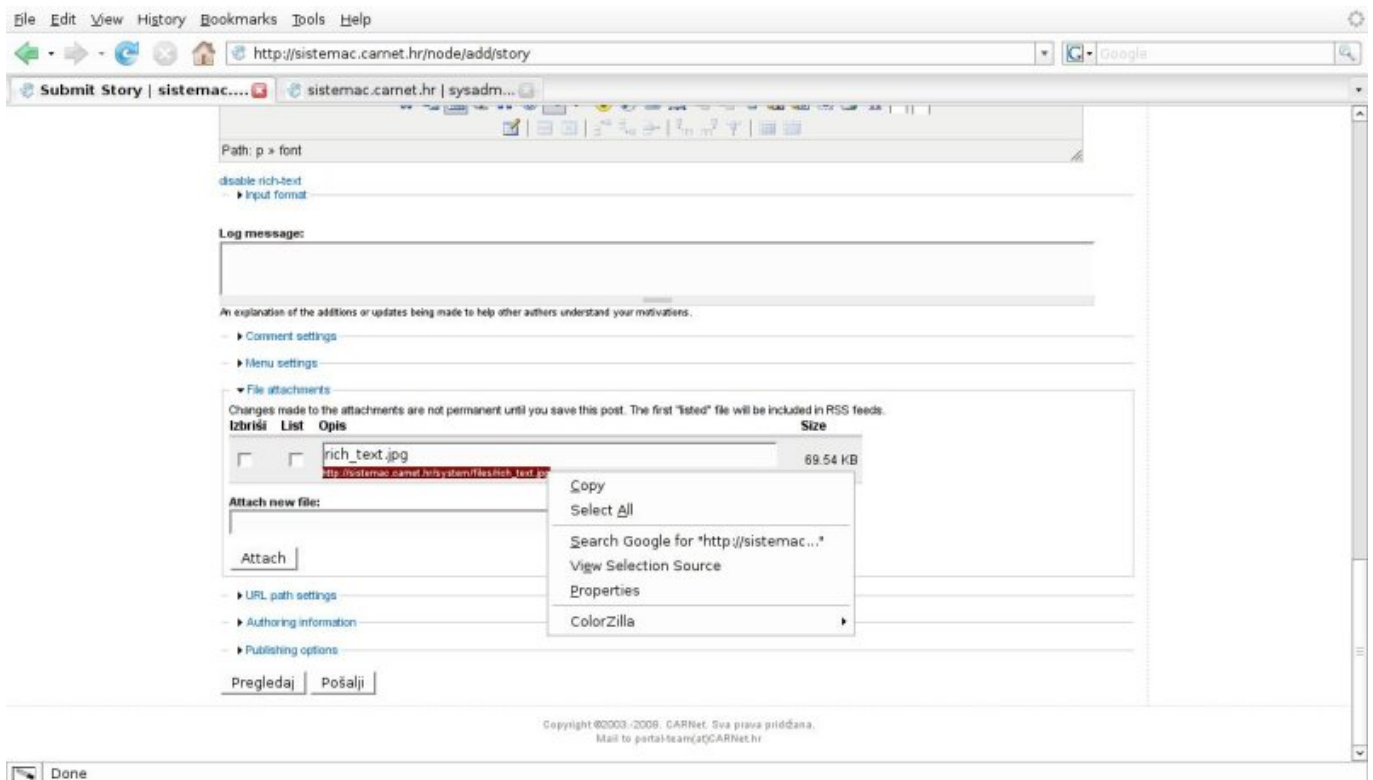 File Edit View History Bookmarks Tools Help
http://sistemac.carnet.hr/node/add/story
G Google
Submit Story | sistemac.... sistemac.carnet.hr | sysadm...
Path: p » font
disable rich-text
Input format
Log message:
An explanation of the additions or updates being made to help other authors understand your motivations.
Comment settings
Menu settings
File attachments
Changes made to the attachments are not permanent until you save this post. The first "listed" file will be included in RSS feeds.
Izbriši List Opis Size
rich_text.jpg 69.54 KB
http://sistemac.carnet.hr/system/files/rich_text.jpg
Copy
Attach new file:
Select All
Search Google for "http://sistemac..."
Attach
View Selection Source
Properties
URL path settings
ColorZilla
Authoring information
Publishing options
Pregledaj Pošalji
Copyright ©2003.-2008. CARNet. Sva prava pridržana.
Mail to portal-team(at)CARNet.hr
Done